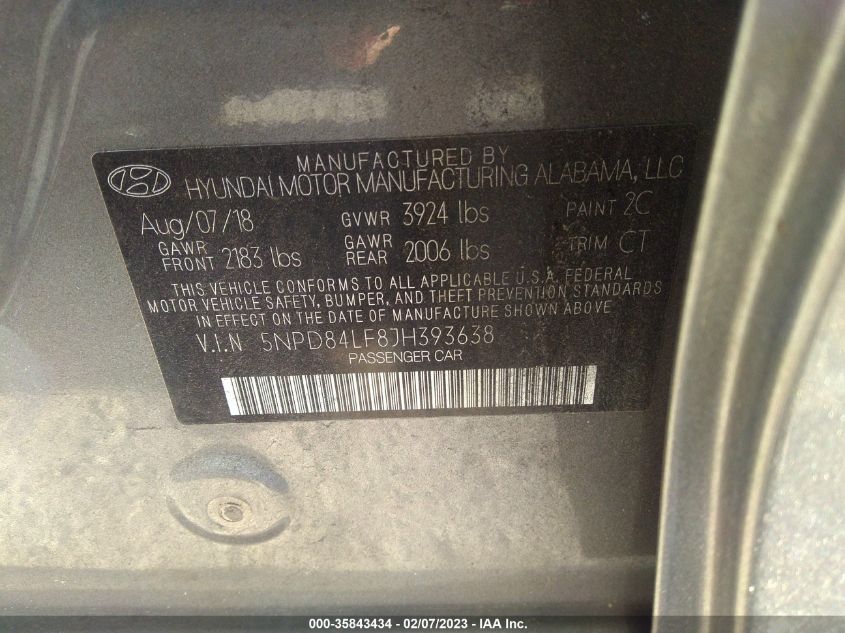 MANUFACTURED BY
HYUNDAI MOTOR MANUFACTURING ALABAMA, LLC
Aug/07/18 GVWR 3924 lbs PAINT 2C
GAWR FRONT 2183 lbs GAWR REAR 2006 lbs TRIM CT
THIS VEHICLE CONFORMS TO ALL APPLICABLE U.S.A. FEDERAL
MOTOR VEHICLE SAFETY, BUMPER, AND THEFT PREVENTION STANDARDS
IN EFFECT ON THE DATE OF MANUFACTURE SHOWN ABOVE
V.I.N 5NPD84LF8JH393638
PASSENGER CAR
000-35843434 - 02/07/2023 - IAA Inc.